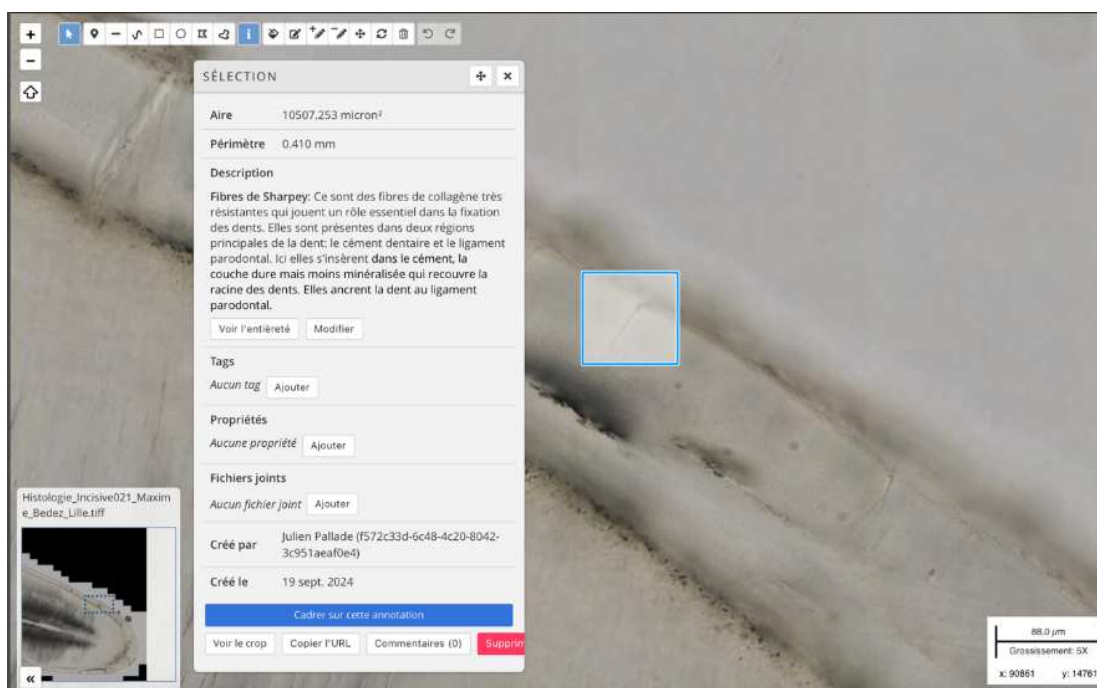 SÉLECTION
Aire 10507.253 micron²
Périmètre 0.410 mm
Description
Fibres de Sharpey: Ce sont des fibres de collagène très
résistantes qui jouent un rôle essentiel dans la fixation
des dents. Elles sont présentes dans deux régions
principales de la dent: le cément dentaire et le ligament
parodontal. Ici elles s'insèrent dans le cément, la
couche dure mais moins minéralisée qui recouvre la
racine des dents. Elles ancrent la dent au ligament
parodontal.
Voir l'entièreté Modifier
Tags
Aucun tag Ajouter
Propriétés
Aucune propriété Ajouter
Fichiers joints
Aucun fichier joint Ajouter
Créé par Julien Pallade (f572c33d-6c48-4c20-8042-
3c951aeaf0e4)
Créé le 19 sept. 2024
Cadrer sur cette annotation
Voir le crop Copier l'URL Commentaires (0) Supprim
Histologie_Incisive021_Maxim
e_Bedez_Lille.tiff
88.0 µm
Grossissement: 5X
x: 90861 y: 14761